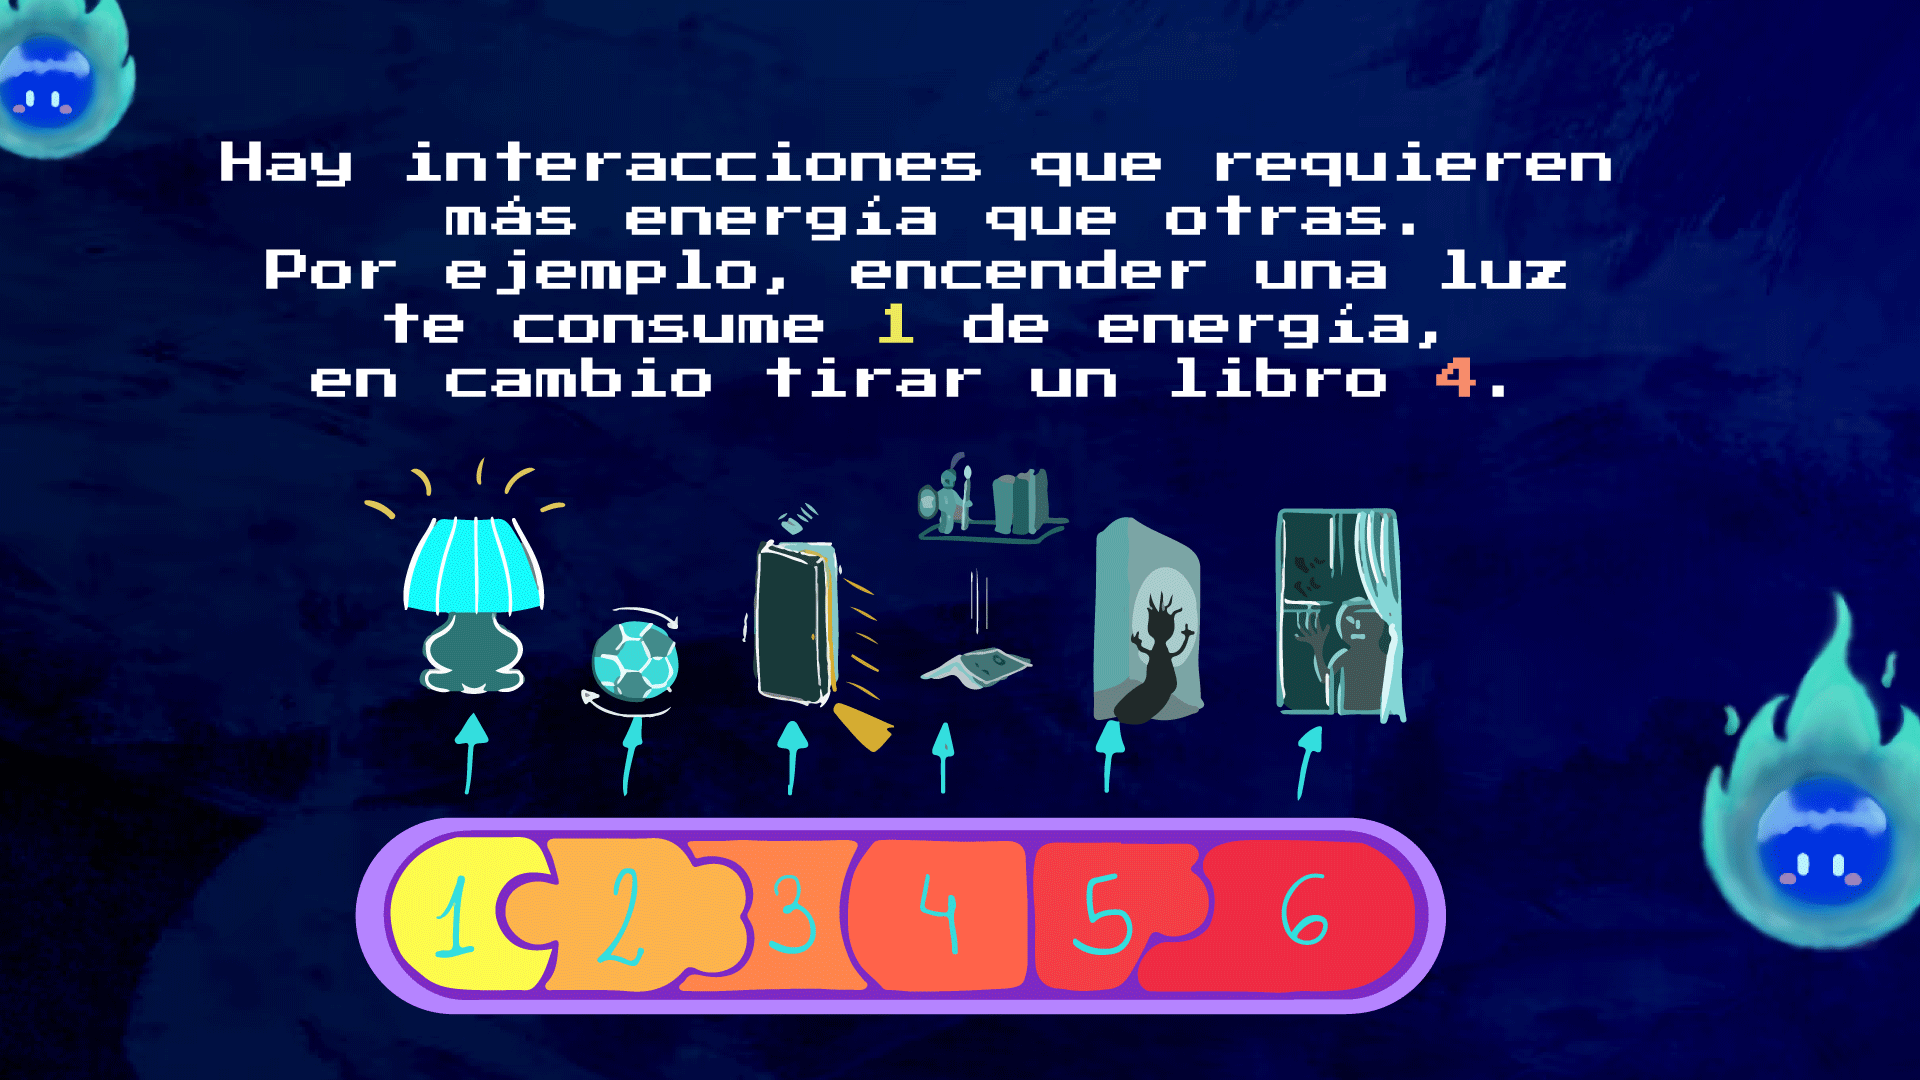 Hay interacciones que requieren
más energía que otras.
Por ejemplo, encender una luz
te consume 1 de energía,
en cambio tirar un libro 4.
1 2 3 4 5 6